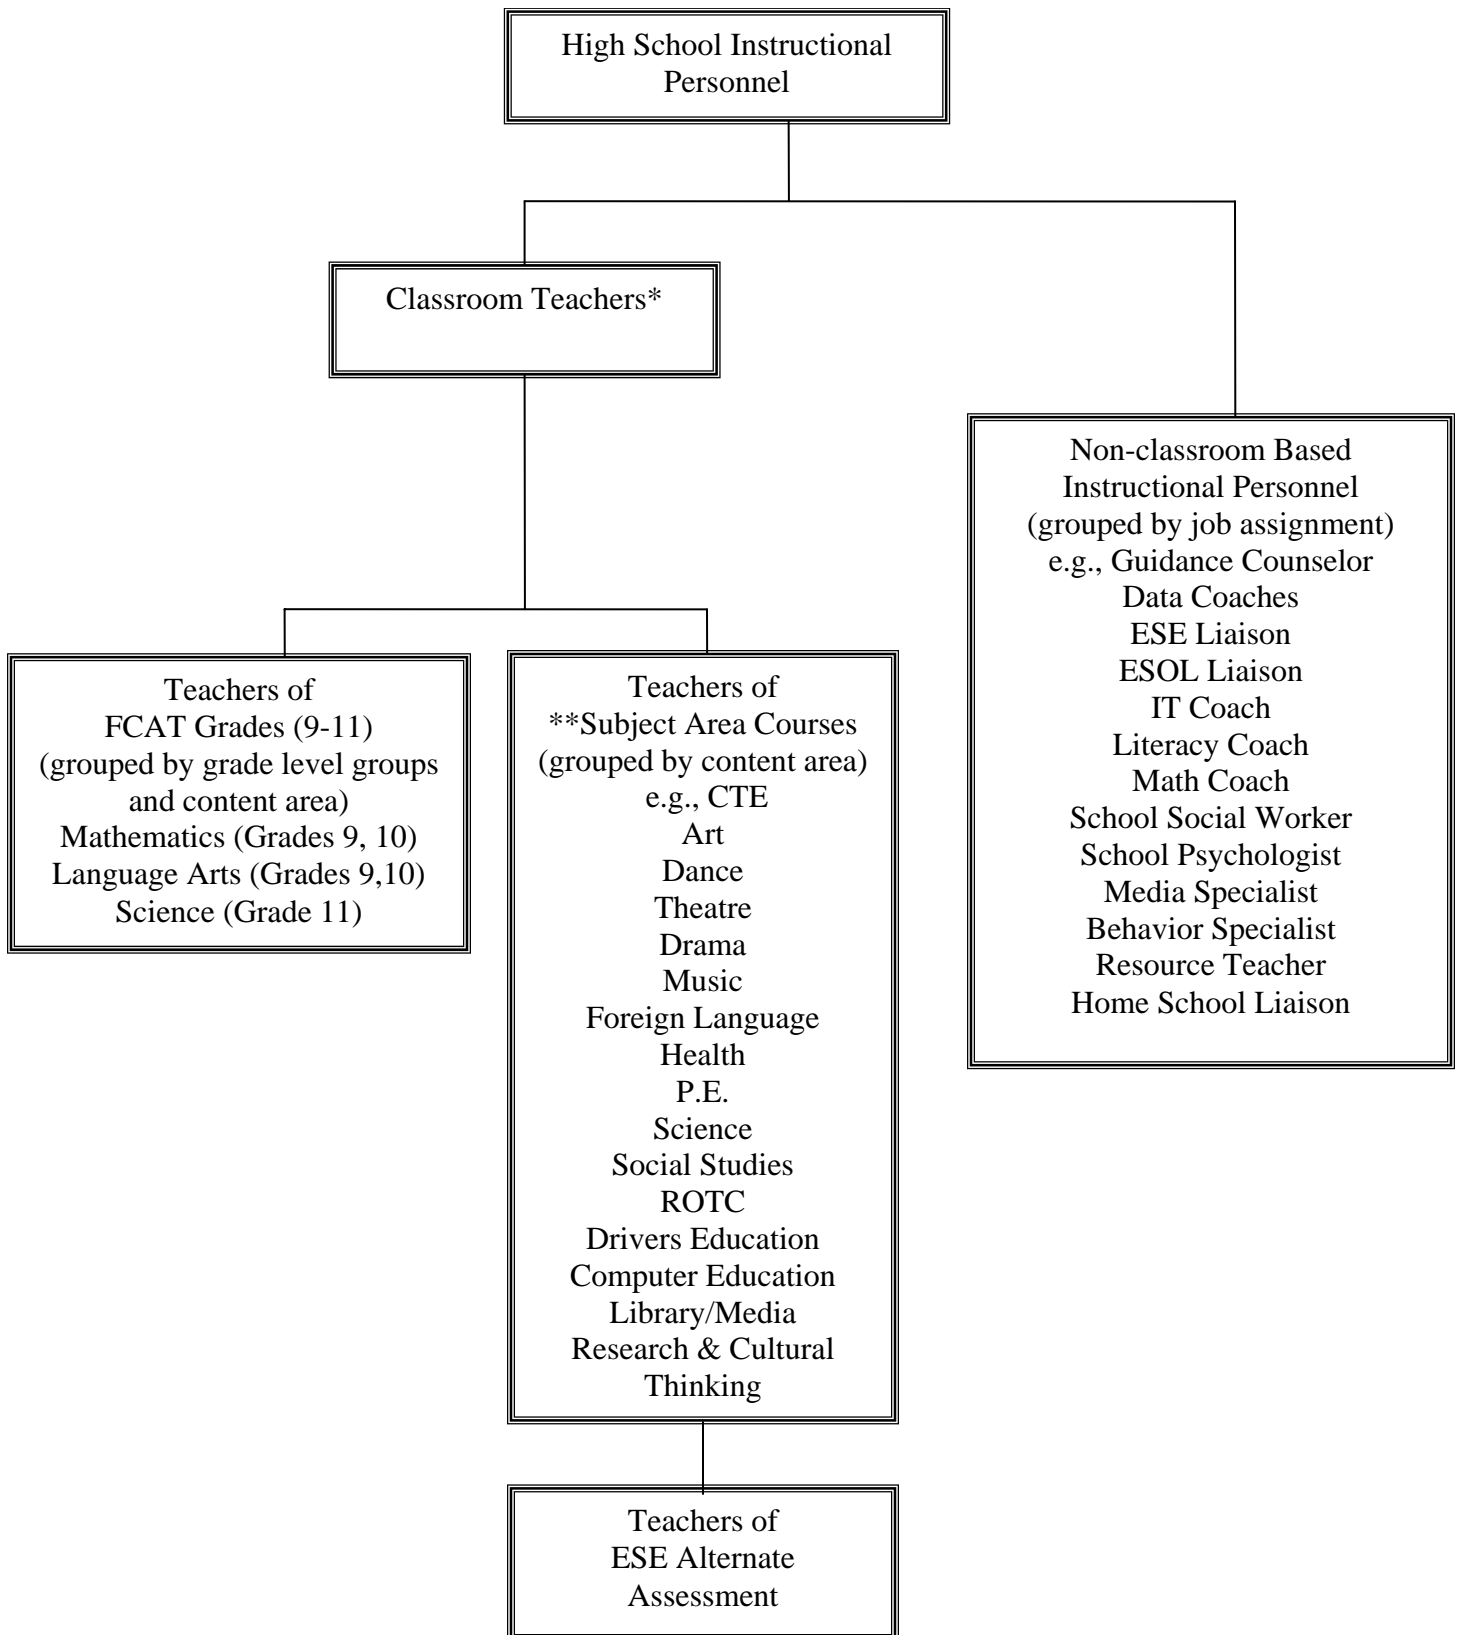 High School Instructional
Personnel
Classroom Teachers*
Non-classroom Based
Instructional Personnel
(grouped by job assignment)
e.g., Guidance Counselor
Data Coaches
ESE Liaison
ESOL Liaison
IT Coach
Literacy Coach
Math Coach
School Social Worker
School Psychologist
Media Specialist
Behavior Specialist
Resource Teacher
Home School Liaison
Teachers of
FCAT Grades (9-11)
(grouped by grade level groups
and content area)
Mathematics (Grades 9, 10)
Language Arts (Grades 9,10)
Science (Grade 11)
Teachers of
**Subject Area Courses
(grouped by content area)
e.g., CTE
Art
Dance
Theatre
Drama
Music
Foreign Language
Health
P.E.
Science
Social Studies
ROTC
Drivers Education
Computer Education
Library/Media
Research & Cultural
Thinking
Teachers of
ESE Alternate
Assessment